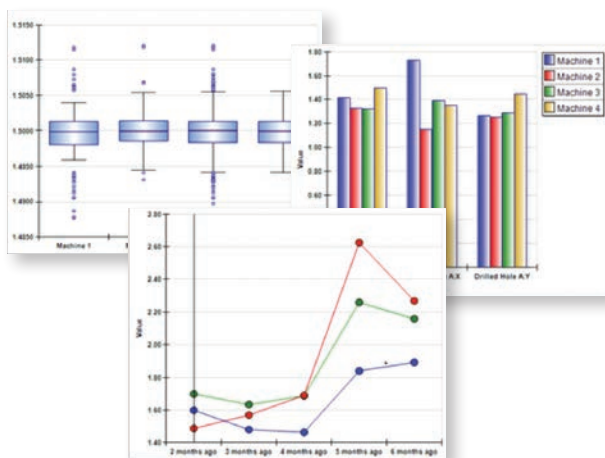 1.5150
1.5100
1.5050
1.5000
1.4950
1.4900
1.4850
Machine 1
Value
1.80
1.60
1.40
1.20
1.00
0.80
0.60
A:X
Drilled Hole A:Y
Machine 1
Machine 2
Machine 3
Machine 4
Value
2.80
2.60
2.40
2.20
2.00
1.80
1.60
1.40
2 months ago
3 months ago
4 months ago
5 months ago
6 months ago